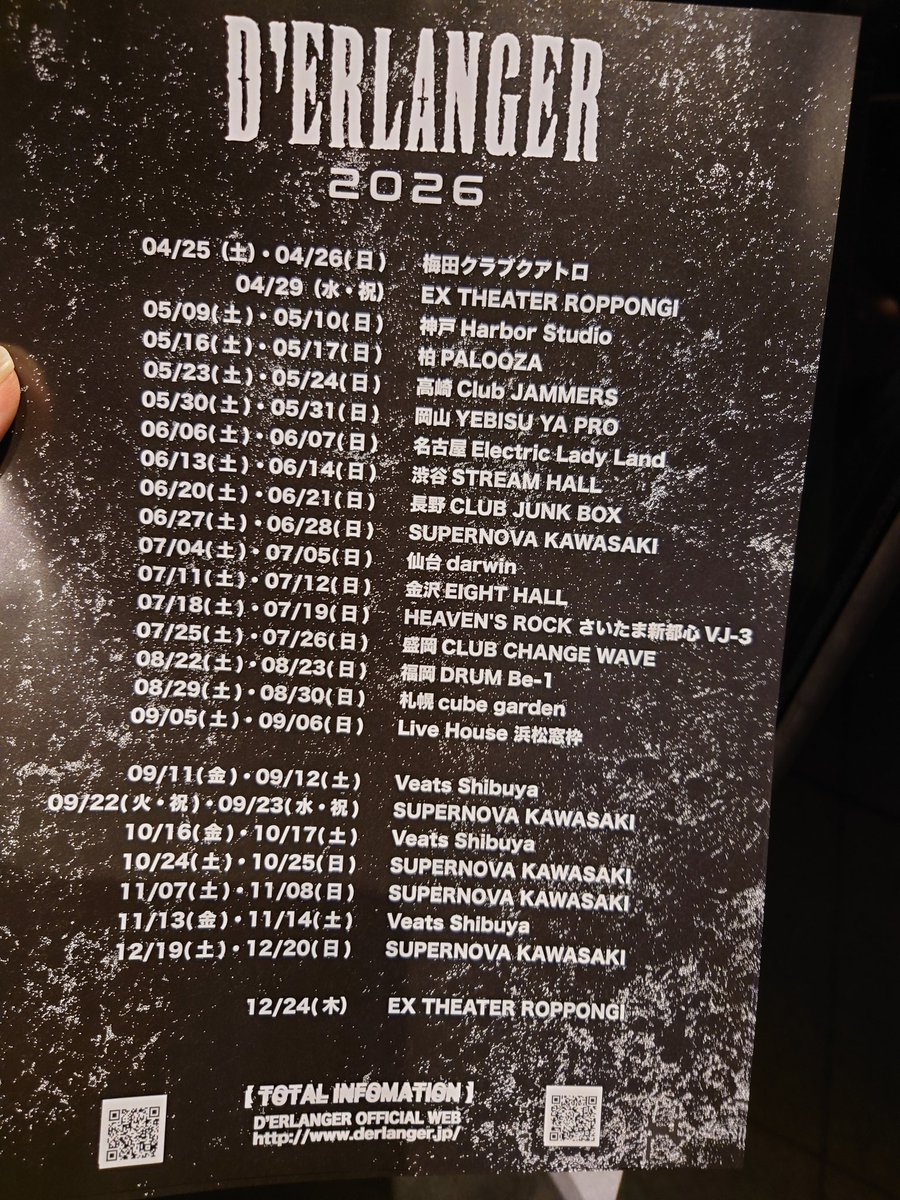 D'ERLANGER
2026
04/25 (土)・04/26(日) 梅田クラブクアトロ
04/29 (水・祝) EX THEATER ROPPONGI
05/09(土)・05/10(日) 神戸 Harbor Studio
05/16(土)・05/17(日) 柏 PALOOZA
05/23(土)・05/24(日) 高崎 Club JAMMERS
05/30(土)・05/31(日) 岡山 YEBISU YA PRO
06/06(土)・06/07(日) 名古屋 Electric Lady Land
06/13(土)・06/14(日) 渋谷 STREAM HALL
06/20(土)・06/21(日) 長野 CLUB JUNK BOX
06/27(土)・06/28(日) SUPERNOVA KAWASAKI
07/04(土)・07/05(日) 仙台 darwin
07/11(土)・07/12(日) 金沢 EIGHT HALL
07/18(土)・07/19(日) HEAVEN'S ROCK さいたま新都心 VJ-3
07/25(土)・07/26(日) 盛岡 CLUB CHANGE WAVE
08/22(土)・08/23(日) 福岡 DRUM Be-1
08/29(土)・08/30(日) 札幌 cube garden
09/05(土)・09/06(日) Live House 浜松窓枠
09/11(金)・09/12(土) Veats Shibuya
09/22(火・祝)・09/23(水・祝) SUPERNOVA KAWASAKI
10/16(金)・10/17(土) Veats Shibuya
10/24(土)・10/25(日) SUPERNOVA KAWASAKI
11/07(土)・11/08(日) SUPERNOVA KAWASAKI
11/13(金)・11/14(土) Veats Shibuya
12/19(土)・12/20(日) SUPERNOVA KAWASAKI
12/24(木) EX THEATER ROPPONGI
[ TOTAL INFOMATION ]
D'ERLANGER OFFICIAL WEB
http://www.derlanger.jp/